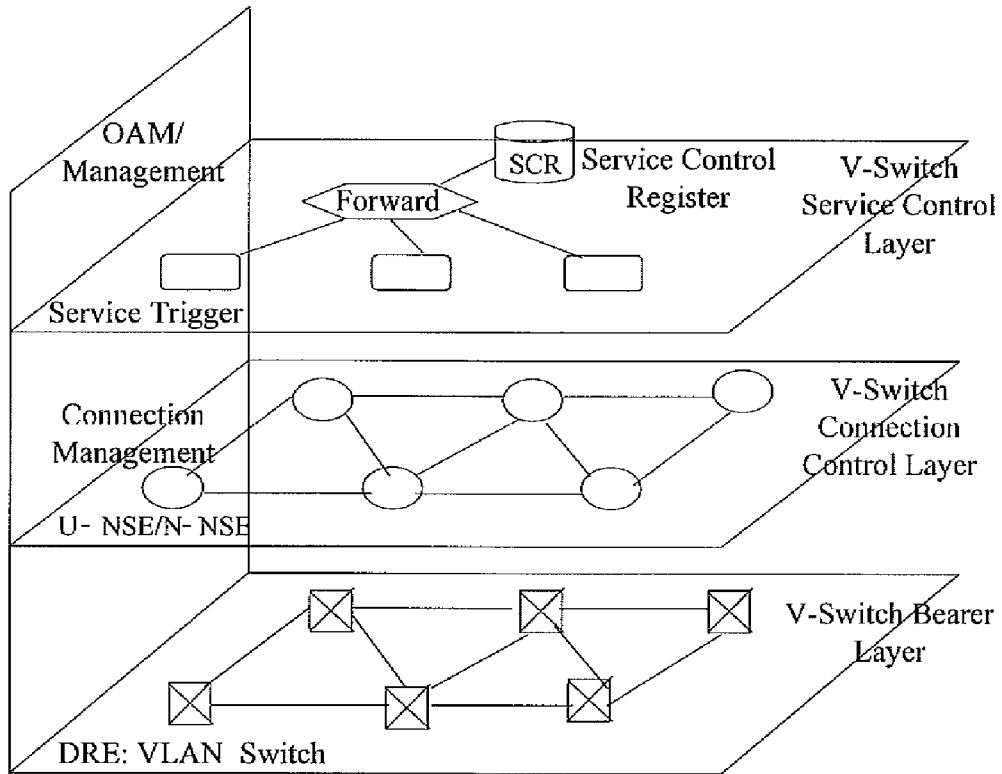 OAM/
Management
SCR
Service Control
Register
V-Switch
Service Control
Layer
Forward
Service Trigger
Connection
Management
V-Switch
Connection
Control Layer
U- NSE/N- NSE
V-Switch Bearer
Layer
DRE: VLAN Switch